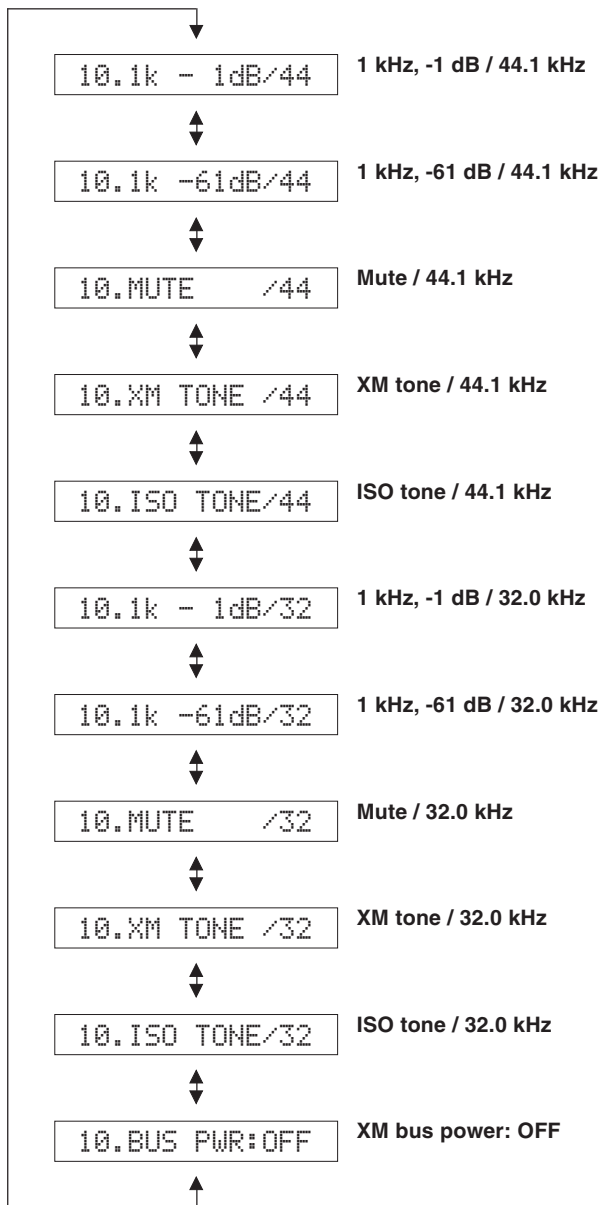 10.1k - 1dB/44 1 kHz, -1 dB / 44.1 kHz
10.1k -61dB/44 1 kHz, -61 dB / 44.1 kHz
10.MUTE /44 Mute / 44.1 kHz
10.XM TONE /44 XM tone / 44.1 kHz
10.ISO TONE/44 ISO tone / 44.1 kHz
10.1k - 1dB/32 1 kHz, -1 dB / 32.0 kHz
10.1k -61dB/32 1 kHz, -61 dB / 32.0 kHz
10.MUTE /32 Mute / 32.0 kHz
10.XM TONE /32 XM tone / 32.0 kHz
10.ISO TONE/32 ISO tone / 32.0 kHz
10.BUS PWR:OFF XM bus power: OFF